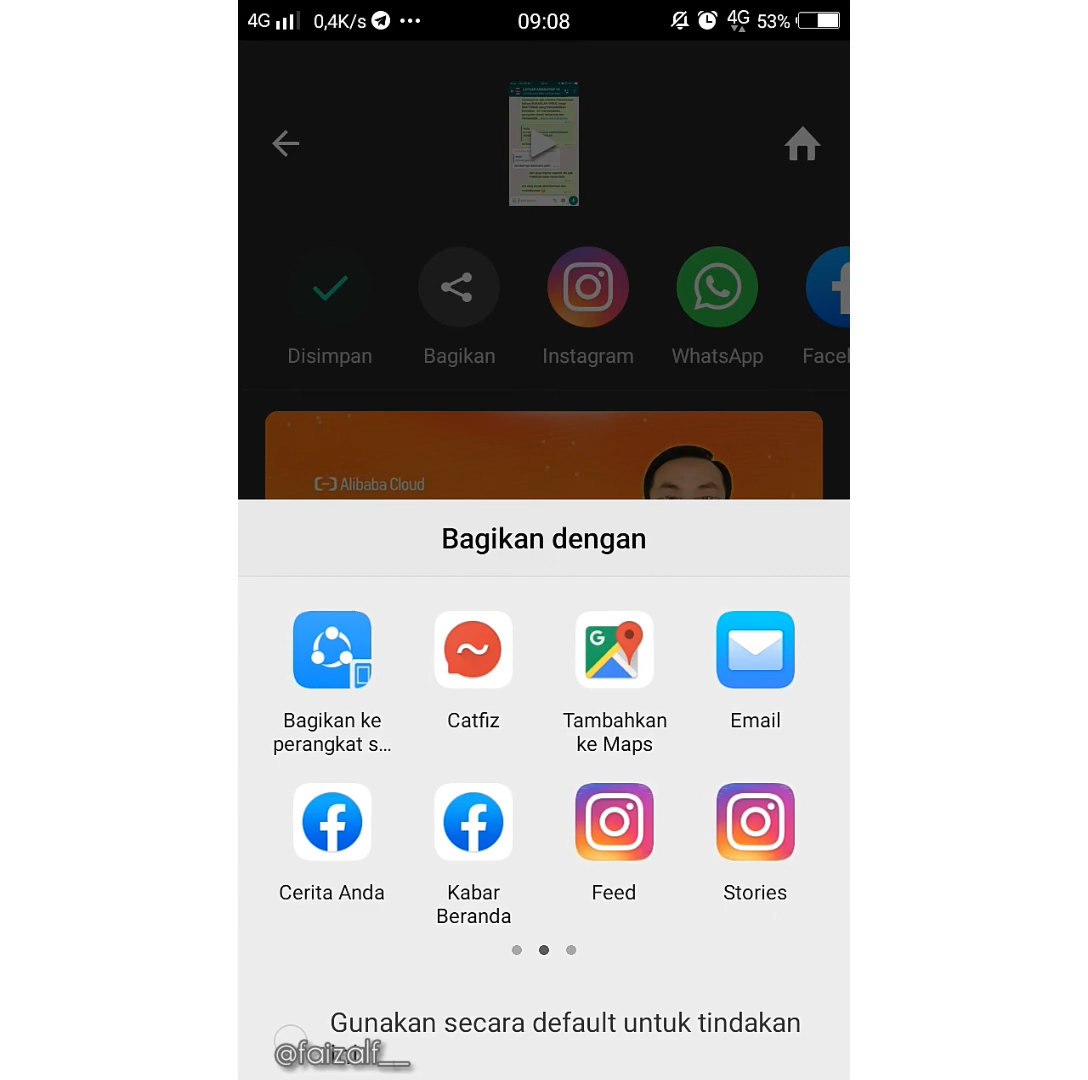 4G 0,4K/s ••• 09:08 4G 53%
Disimpan Bagikan Instagram WhatsApp Facel
Alibaba Cloud
Bagikan dengan
Bagikan ke perangkat s... Catfiz Tambahkan ke Maps Email
Cerita Anda Kabar Beranda Feed Stories
Gunakan secara default untuk tindakan
@faizalf__